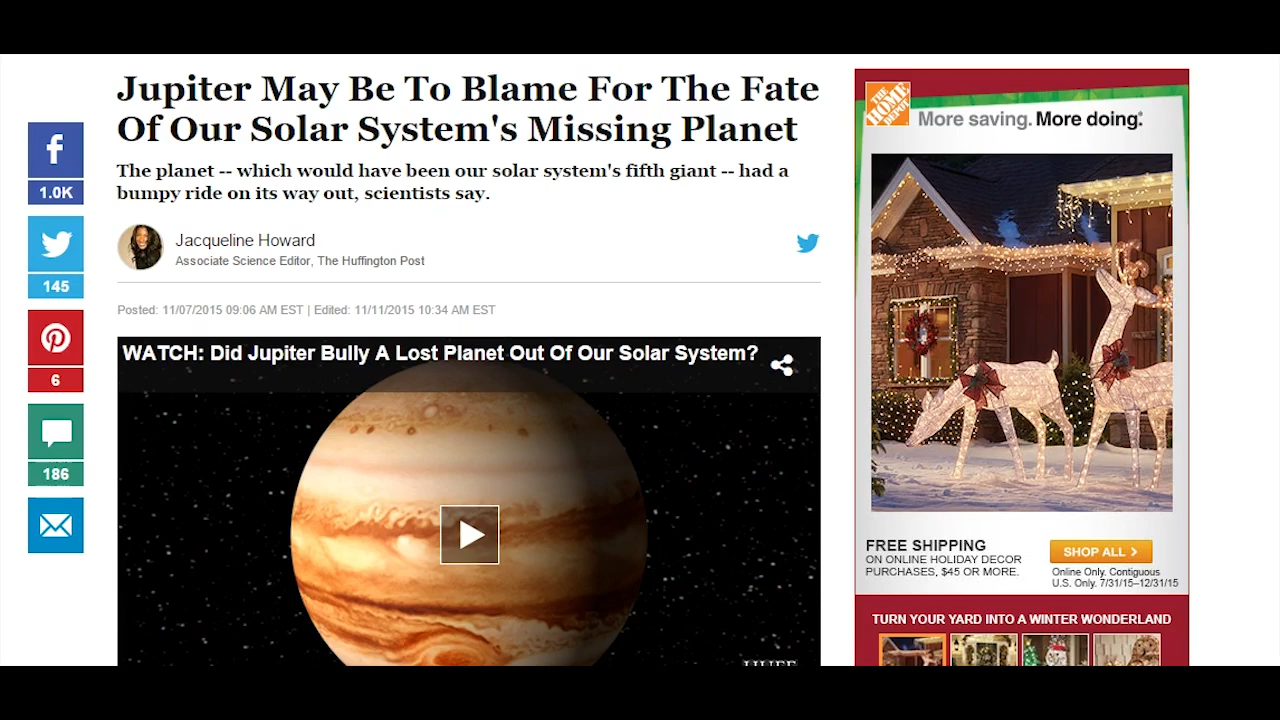 Jupiter May Be To Blame For The Fate
Of Our Solar System's Missing Planet
The planet -- which would have been our solar system's fifth giant -- had a
bumpy ride on its way out, scientists say.
Jacqueline Howard
Associate Science Editor, The Huffington Post
Posted: 11/07/2015 09:06 AM EST | Edited: 11/11/2015 10:34 AM EST
f
1.0K
145
6
186
WATCH: Did Jupiter Bully A Lost Planet Out Of Our Solar System?
THE
HOME
DEPOT
More saving. More doing.
FREE SHIPPING
ON ONLINE HOLIDAY DECOR
PURCHASES, $45 OR MORE.
SHOP ALL >
Online Only. Contiguous
U.S. Only. 7/31/15–12/31/15
TURN YOUR YARD INTO A WINTER WONDERLAND